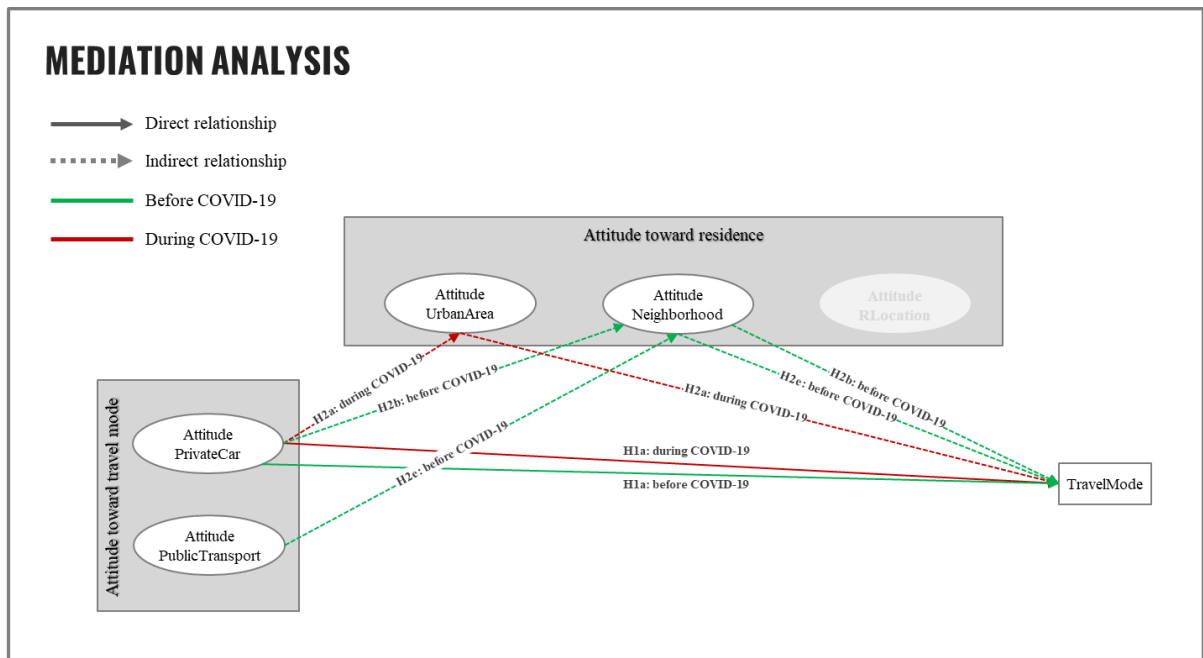 MEDIATION ANALYSIS
Direct relationship
Indirect relationship
Before COVID-19
During COVID-19
Attitude toward residence
Attitude
UrbanArea
Attitude
Neighborhood
Attitude
RLocation
H2a: during COVID-19
H2b: before COVID-19
H2e: before COVID-19
H2a: during COVID-19
H2e: before COVID-19
H2b: before COVID-19
Attitude toward travel mode
Attitude
PrivateCar
Attitude
PublicTransport
H1a: during COVID-19
H1a: before COVID-19
TravelMode